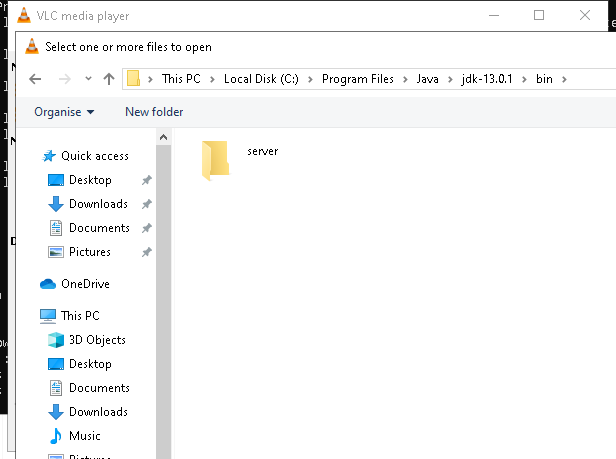 VLC media player
Select one or more files to open
This PC > Local Disk (C:) > Program Files > Java > jdk-13.0.1 > bin >
Organise New folder
server
Quick access
Desktop
Downloads
Documents
Pictures
OneDrive
This PC
3D Objects
Desktop
Documents
Downloads
Music
Pictures